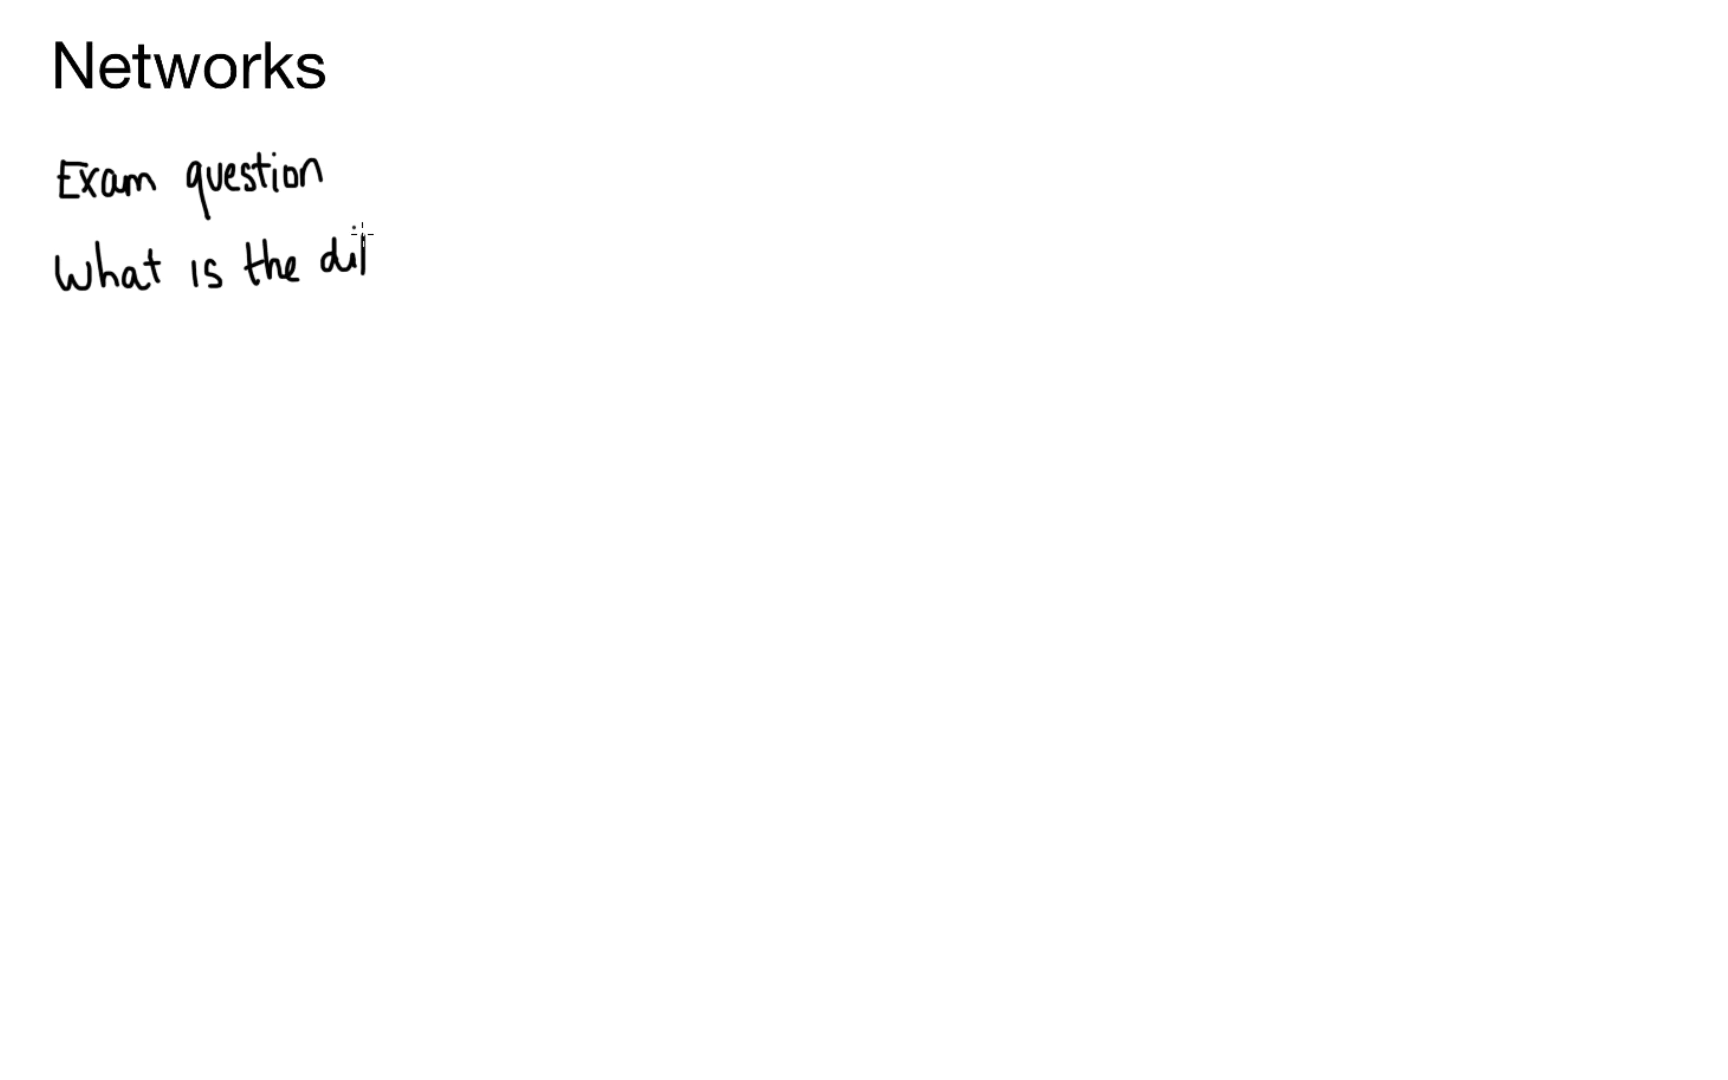 Networks
Exam question
What is the